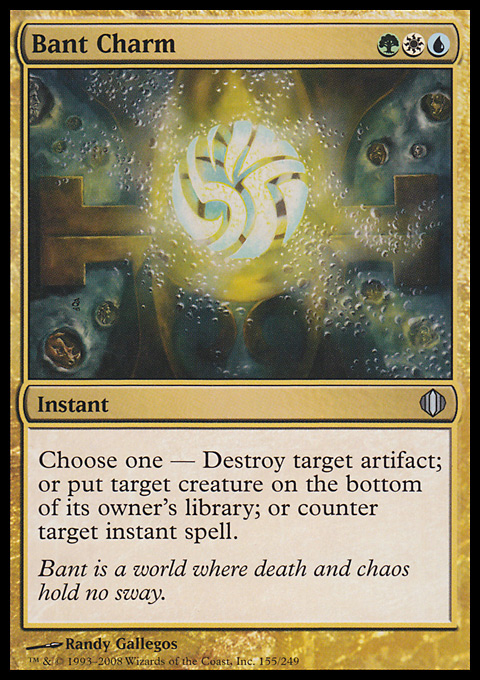 Bant Charm
Instant
Choose one — Destroy target artifact;
or put target creature on the bottom
of its owner's library; or counter
target instant spell.
Bant is a world where death and chaos
hold no sway.
Randy Gallegos
™ & © 1993–2008 Wizards of the Coast, Inc. 155/249